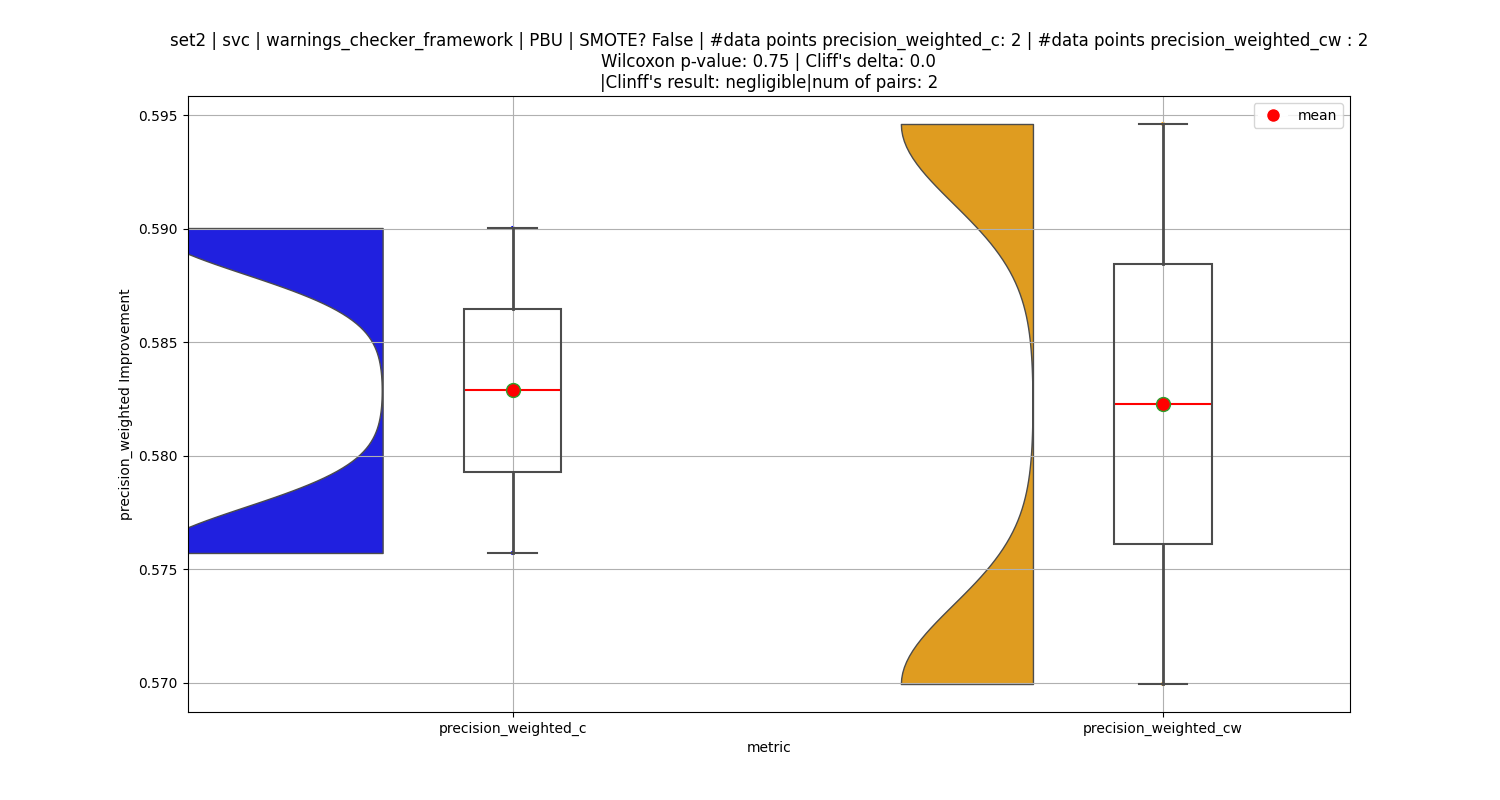 set2 | svc | warnings_checker_framework | PBU | SMOTE? False | #data points precision_weighted_c: 2 | #data points precision_weighted_cw : 2
Wilcoxon p-value: 0.75 | Cliff's delta: 0.0
|Clinff's result: negligible|num of pairs: 2
mean
0.595
0.590
0.585
0.580
0.575
0.570
precision_weighted Improvement
precision_weighted_c
precision_weighted_cw
metric